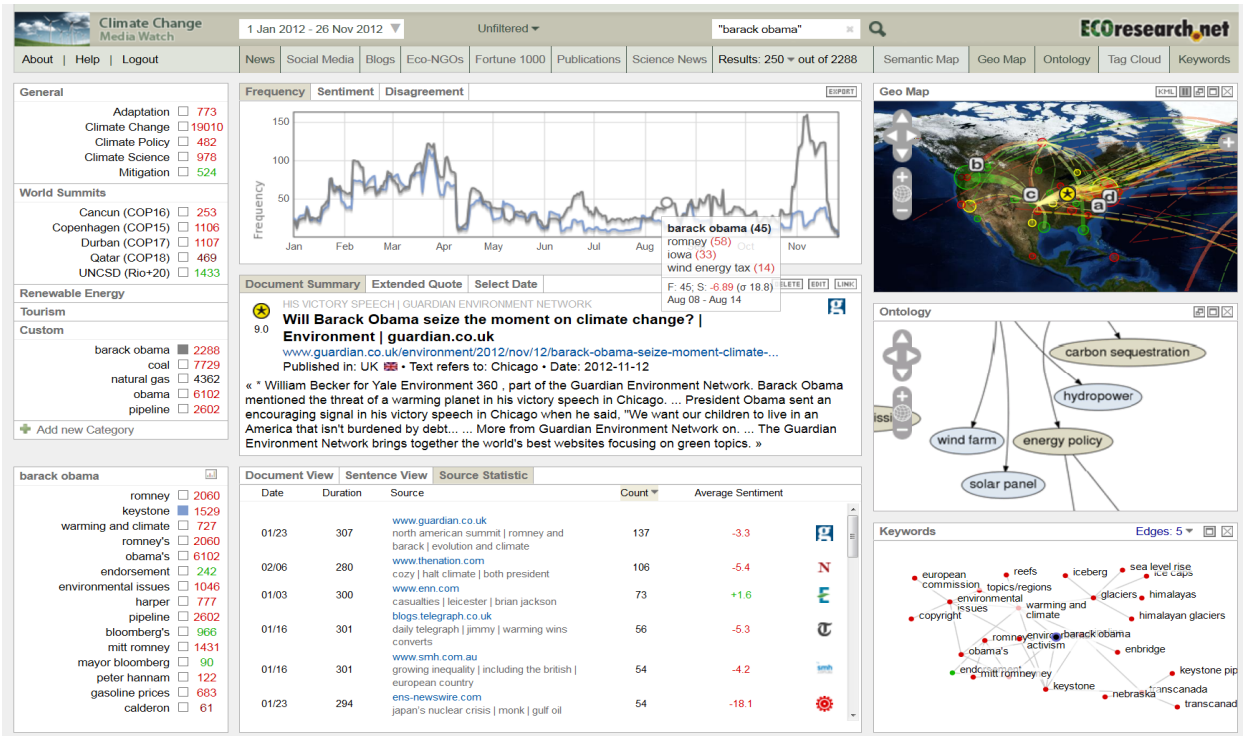 Climate Change
Media Watch
1 Jan 2012 - 26 Nov 2012 ▼
Unfiltered
"barack obama"
ECOresearch.net
About | Help | Logout
News Social Media Blogs Eco-NGOs Fortune 1000 Publications Science News Results: 250 out of 2288
Semantic Map Geo Map Ontology Tag Cloud Keywords
General
Adaptation 773
Climate Change 19010
Climate Policy 482
Climate Science 978
Mitigation 524
World Summits
Cancun (COP16) 253
Copenhagen (COP15) 1106
Durban (COP17) 1107
Qatar (COP18) 469
UNCSD (Rio+20) 1433
Renewable Energy
Tourism
Custom
barack obama 2288
coal 7729
natural gas 4362
obama 6102
pipeline 2602
Add new Category
barack obama
romney 2060
keystone 1529
warming and climate 727
romney's 2060
obama's 6102
endorsement 242
environmental issues 1046
harper 777
pipeline 2602
bloomberg's 966
mitt romney 1431
mayor bloomberg 90
peter hannam 122
gasoline prices 683
calderon 61
Frequency Sentiment Disagreement
EXPORT
Frequency
150
100
50
Jan Feb Mar Apr May Jun Jul Aug Oct Nov
barack obama (45)
romney (58)
iowa (33)
wind energy tax (14)
F: 45; S: -6.89 (σ 18.8)
Aug 08 - Aug 14
Document Summary Extended Quote Select Date
EDIT LINK
HIS VICTORY SPEECH | GUARDIAN ENVIRONMENT NETWORK
9.0
Will Barack Obama seize the moment on climate change? |
Environment | guardian.co.uk
www.guardian.co.uk/environment/2012/nov/12/barack-obama-seize-moment-climate-...
Published in: UK • Text refers to: Chicago • Date: 2012-11-12
« * William Becker for Yale Environment 360 , part of the Guardian Environment Network. Barack Obama
mentioned the threat of a warming planet in his victory speech in Chicago. ... President Obama sent an
encouraging signal in his victory speech in Chicago when he said, "We want our children to live in an
America that isn't burdened by debt... ... More from Guardian Environment Network on. ... The Guardian
Environment Network brings together the world's best websites focusing on green topics. »
Document View Sentence View Source Statistic
Date Duration Source Count Average Sentiment
01/23 307 www.guardian.co.uk 137 -3.3
north american summit | romney and
barack | evolution and climate
02/06 280 www.thenation.com 106 -5.4
cozy | halt climate | both president
01/03 300 www.enn.com 73 +1.6
casualties | leicester | brian jackson
01/16 301 blogs.telegraph.co.uk 56 -5.3
daily telegraph | jimmy | warming wins
converts
01/16 301 www.smh.com.au 54 -4.2
growing inequality | including the british |
european country
01/23 294 ens-newswire.com 54 -18.1
japan's nuclear crisis | monk | gulf oil
Geo Map
KML
b
c
a
d
Ontology
carbon sequestration
hydropower
wind farm
energy policy
solar panel
Keywords
Edges: 5
european
commission
reefs
topics/regions
iceberg
sea level rise
ice caps
environmental
issues
warming and
climate
glaciers
himalayas
himalayan glaciers
copyright
romney
activism
barack obama
obama's
enbridge
endorsement
mitt romney
keystone
keystone pip
nebraska
transcanada
transcanad